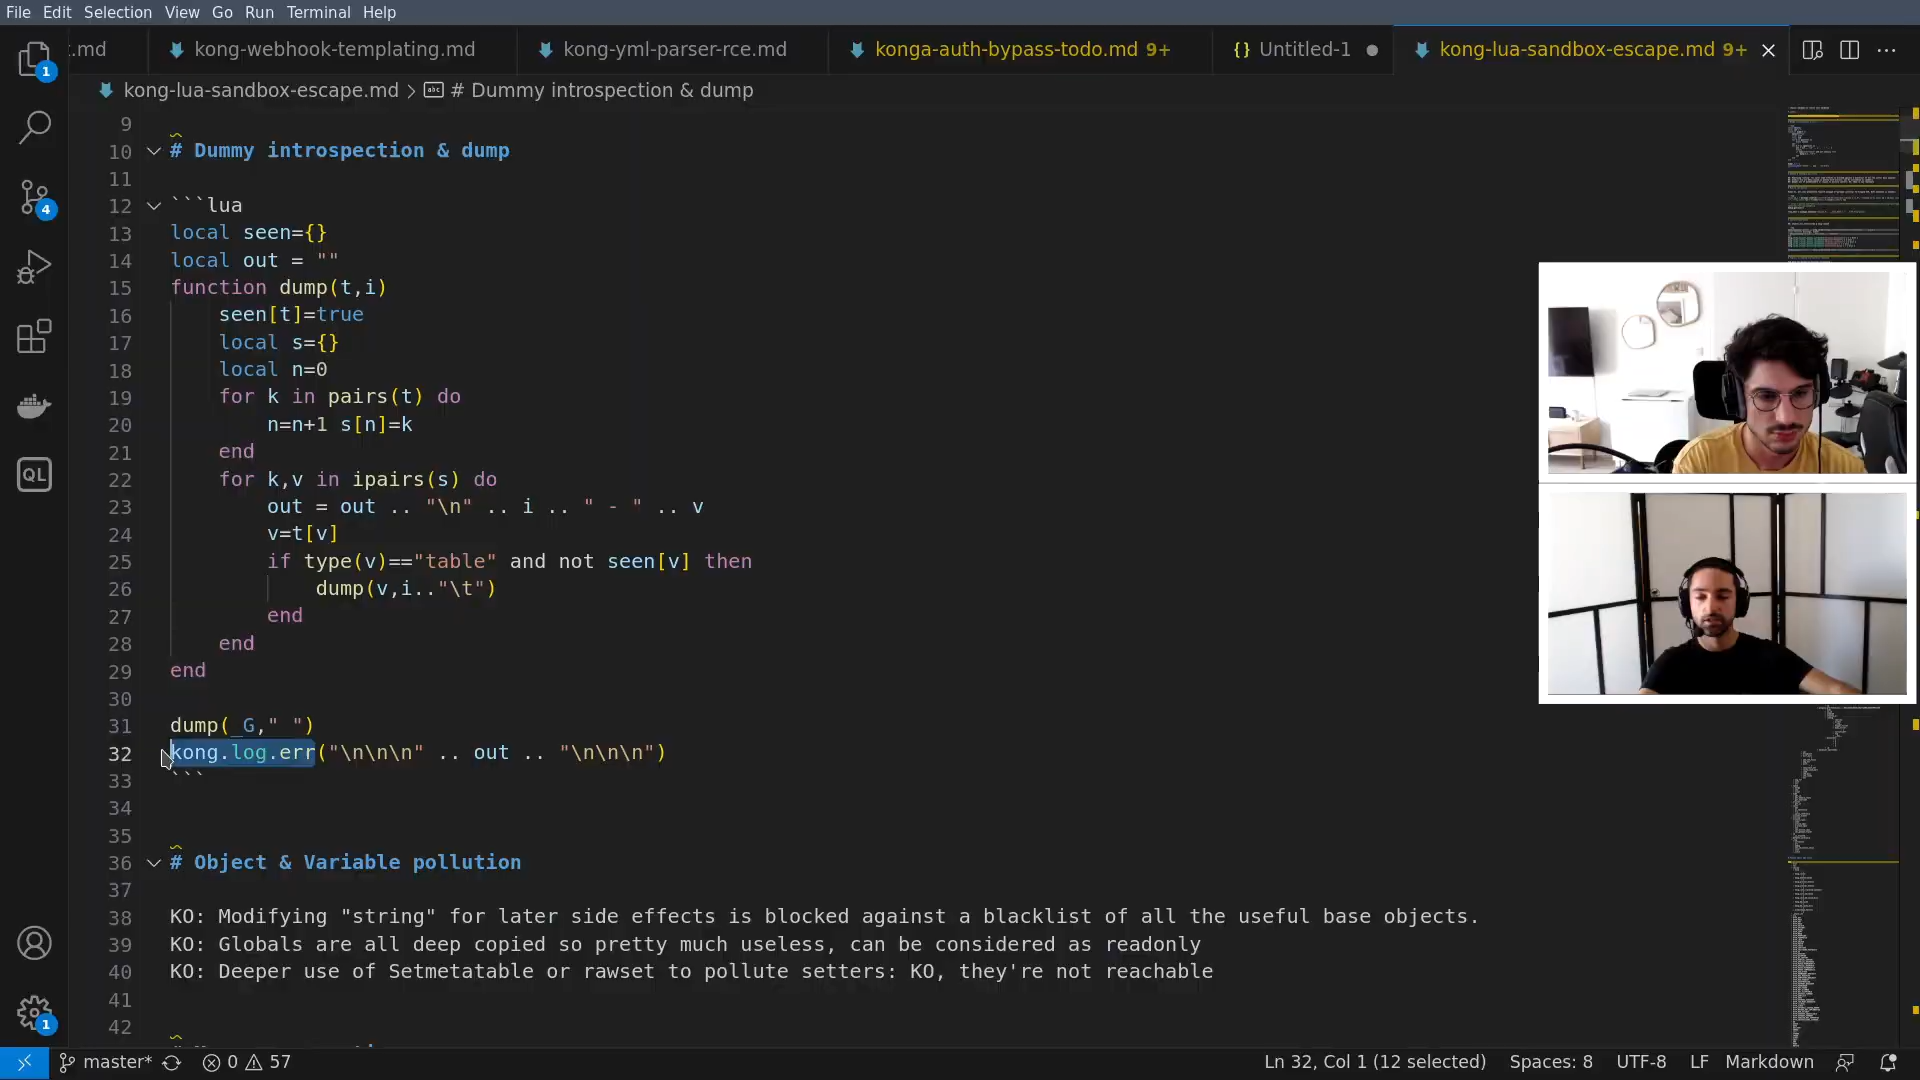 File Edit Selection View Go Run Terminal Help
.md kong-webhook-templating.md kong-yml-parser-rce.md konga-auth-bypass-todo.md 9+ {} Untitled-1 kong-lua-sandbox-escape.md 9+
kong-lua-sandbox-escape.md > abc # Dummy introspection & dump
9
10 # Dummy introspection & dump
11
12 ```lua
13 local seen={}
14 local out = ""
15 function dump(t,i)
16 seen[t]=true
17 local s={}
18 local n=0
19 for k in pairs(t) do
20 n=n+1 s[n]=k
21 end
22 for k,v in ipairs(s) do
23 out = out .. "\n" .. i .. " - " .. v
24 v=t[v]
25 if type(v)=="table" and not seen[v] then
26 dump(v,i.."\t")
27 end
28 end
29 end
30
31 dump(_G," ")
32 kong.log.err("\n\n\n" .. out .. "\n\n\n")
33 ```
34
35
36 # Object & Variable pollution
37
38 KO: Modifying "string" for later side effects is blocked against a blacklist of all the useful base objects.
39 KO: Globals are all deep copied so pretty much useless, can be considered as readonly
40 KO: Deeper use of Setmetatable or rawset to pollute setters: KO, they're not reachable
41
42
1
4
QL
1
master* 0 57 Ln 32, Col 1 (12 selected) Spaces: 8 UTF-8 LF Markdown